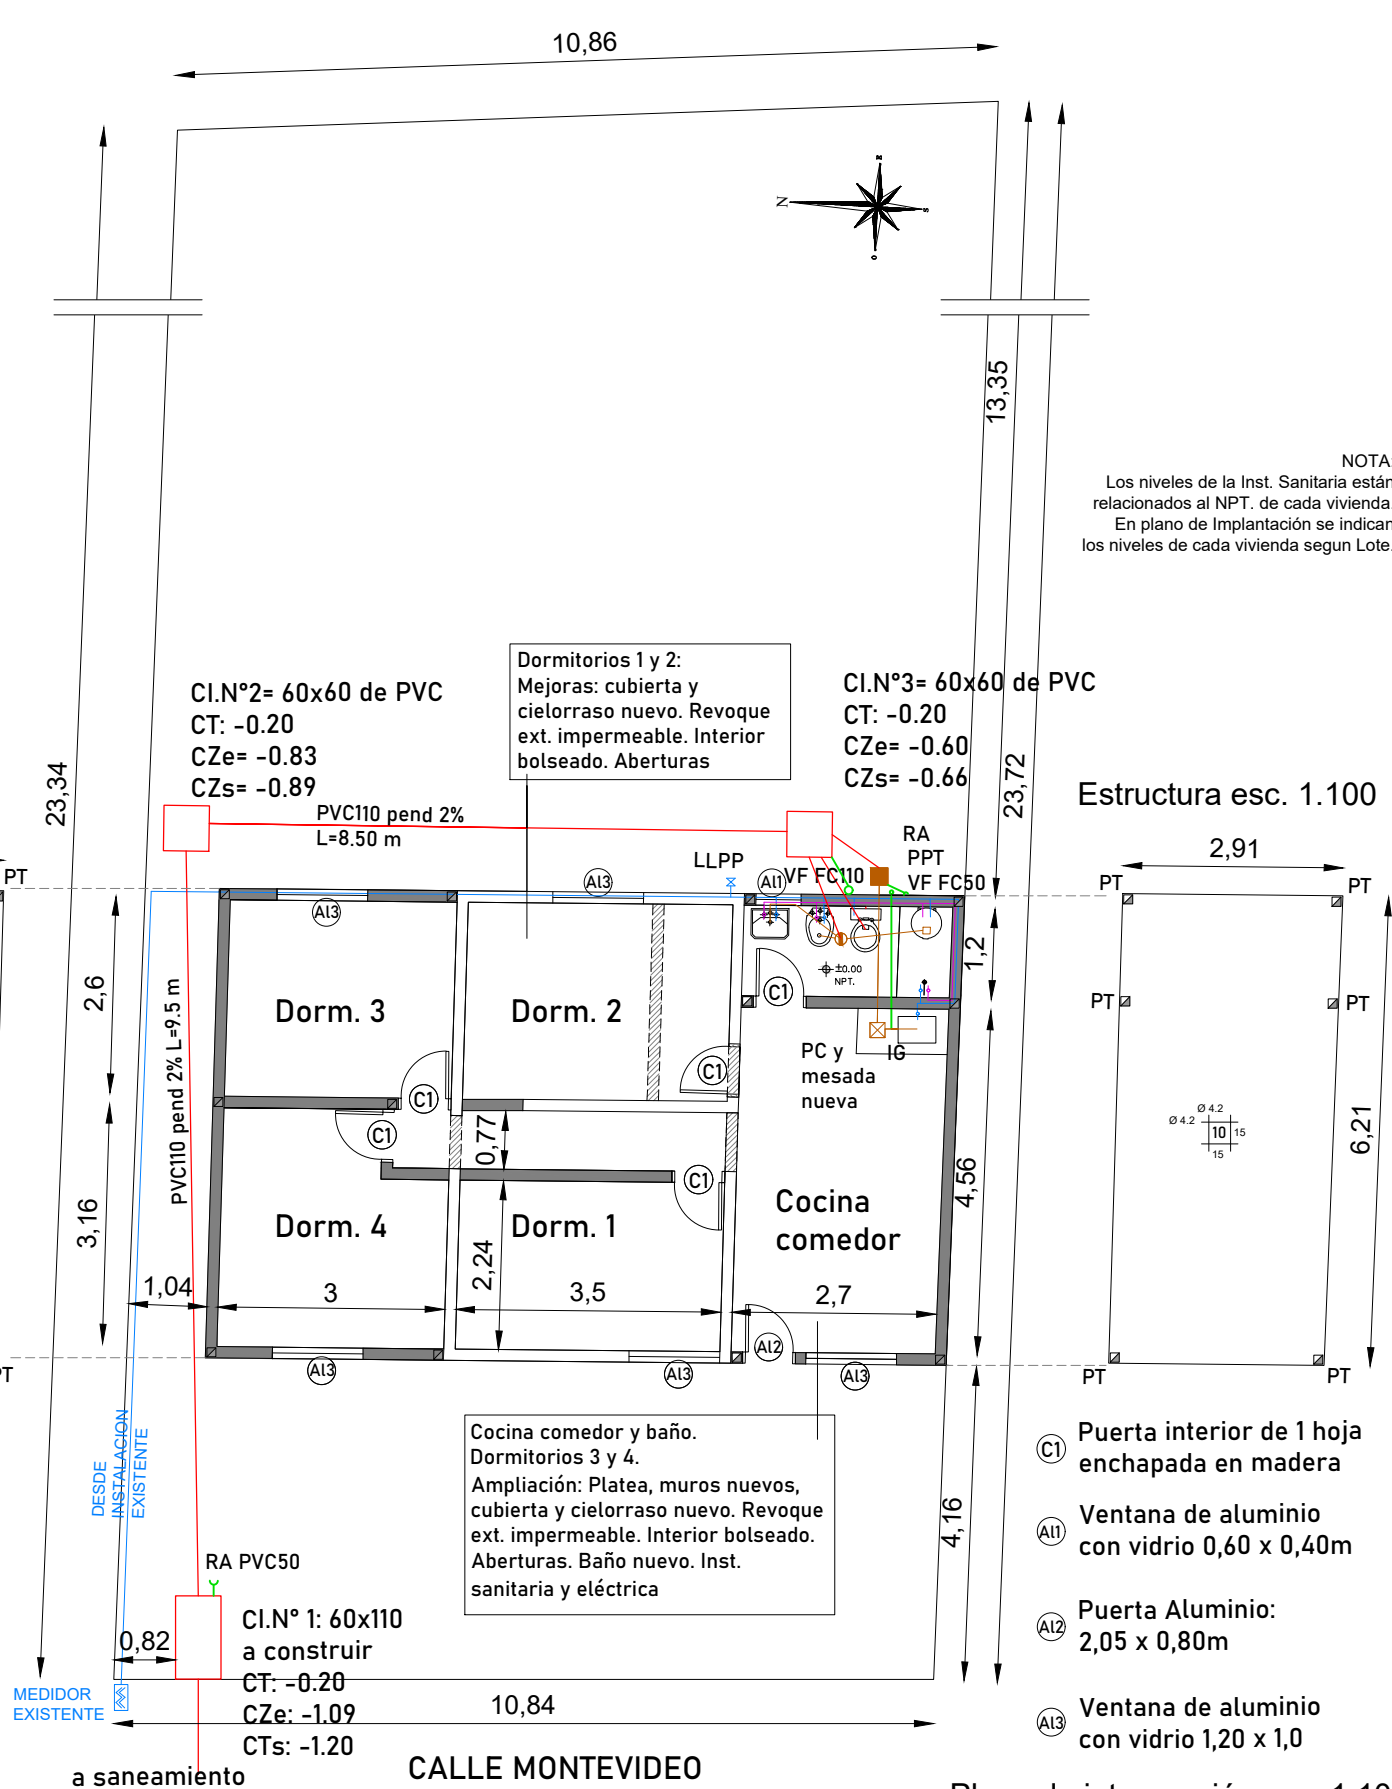 10,86
N
S
O
13,35
NOTA:
Los niveles de la Inst. Sanitaria están
relacionados al NPT. de cada vivienda.
En plano de Implantación se indican
los niveles de cada vivienda segun Lote.
23,34
23,72
CI.N°2= 60x60 de PVC
CT: -0.20
CZe= -0.83
CZs= -0.89
Dormitorios 1 y 2:
Mejoras: cubierta y
cielorraso nuevo. Revoque
ext. impermeable. Interior
bolseado. Aberturas
CI.N°3= 60x60 de PVC
CT: -0.20
CZe= -0.60
CZs= -0.66
Estructura esc. 1.100
PVC110 pend 2%
L=8.50 m
LLPP
RA
PPT
VF FC110
VF FC50
2,91
PT
PT
PT
Al3
Al3
Al1
2,6
Dorm. 3
Dorm. 2
±0.00
NPT.
1,2
C1
PT
PT
PVC110 pend 2% L=9.5 m
C1
C1
C1
PC y
mesada
nueva
IG
0,77
Ø 4.2
Ø 4.2
10
15
15
6,21
3,16
Dorm. 4
Dorm. 1
C1
Cocina
comedor
4,56
2,24
1,04
3
3,5
2,7
Al3
Al3
Al2
Al3
PT
PT
PT
DESDE
INSTALACION
EXISTENTE
Cocina comedor y baño.
Dormitorios 3 y 4.
Ampliación: Platea, muros nuevos,
cubierta y cielorraso nuevo. Revoque
ext. impermeable. Interior bolseado.
Aberturas. Baño nuevo. Inst.
sanitaria y eléctrica
4,16
C1
Puerta interior de 1 hoja
enchapada en madera
Al1
Ventana de aluminio
con vidrio 0,60 x 0,40m
Al2
Puerta Aluminio:
2,05 x 0,80m
Al3
Ventana de aluminio
con vidrio 1,20 x 1,0
RA PVC50
CI.N° 1: 60x110
a construir
CT: -0.20
CZe: -1.09
CTs: -1.20
0,82
MEDIDOR
EXISTENTE
10,84
a saneamiento
CALLE MONTEVIDEO